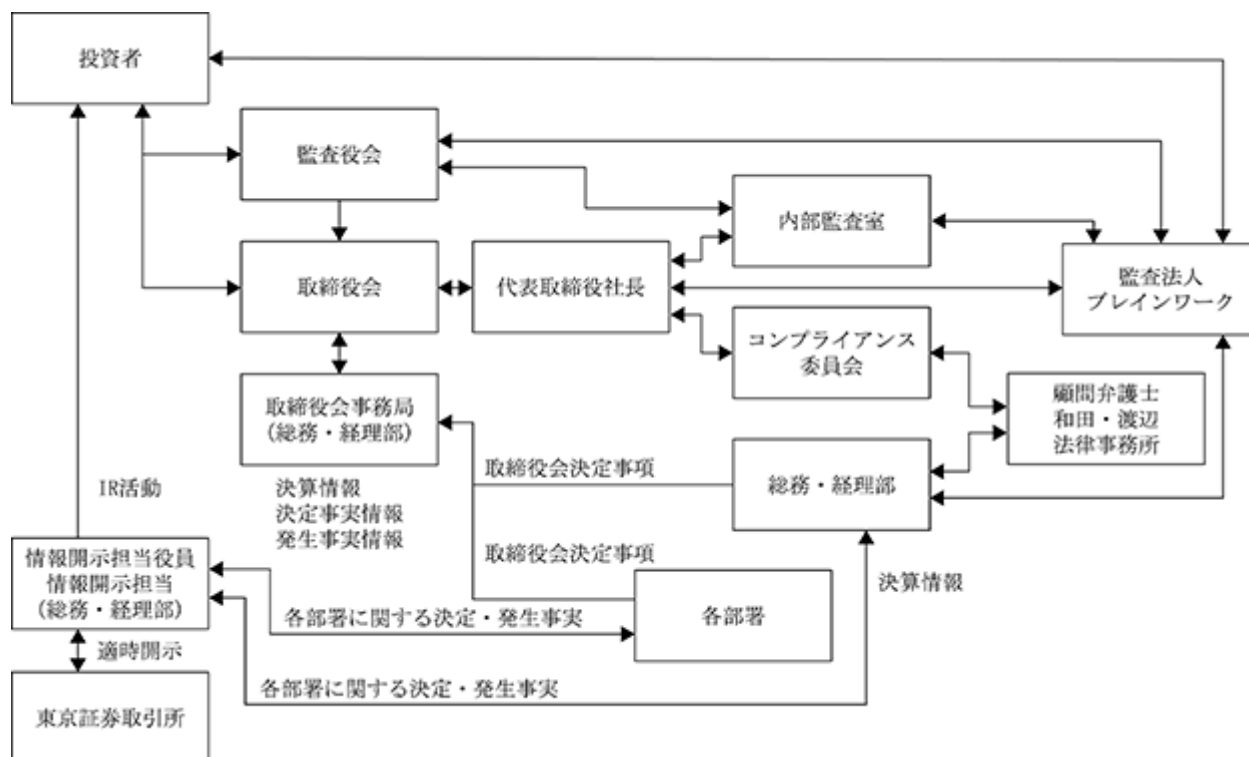 投資者
監査役会
内部監査室
取締役会
代表取締役社長
監査法人
ブレインワーク
コンプライアンス
委員会
取締役会事務局
(総務・経理部)
顧問弁護士
和田・渡辺
法律事務所
取締役会決定事項
総務・経理部
IR活動
決算情報
決定事実情報
発生事実情報
取締役会決定事項
決算情報
情報開示担当役員
情報開示担当
(総務・経理部)
各部署に関する決定・発生事実
各部署
適時開示
各部署に関する決定・発生事実
東京証券取引所